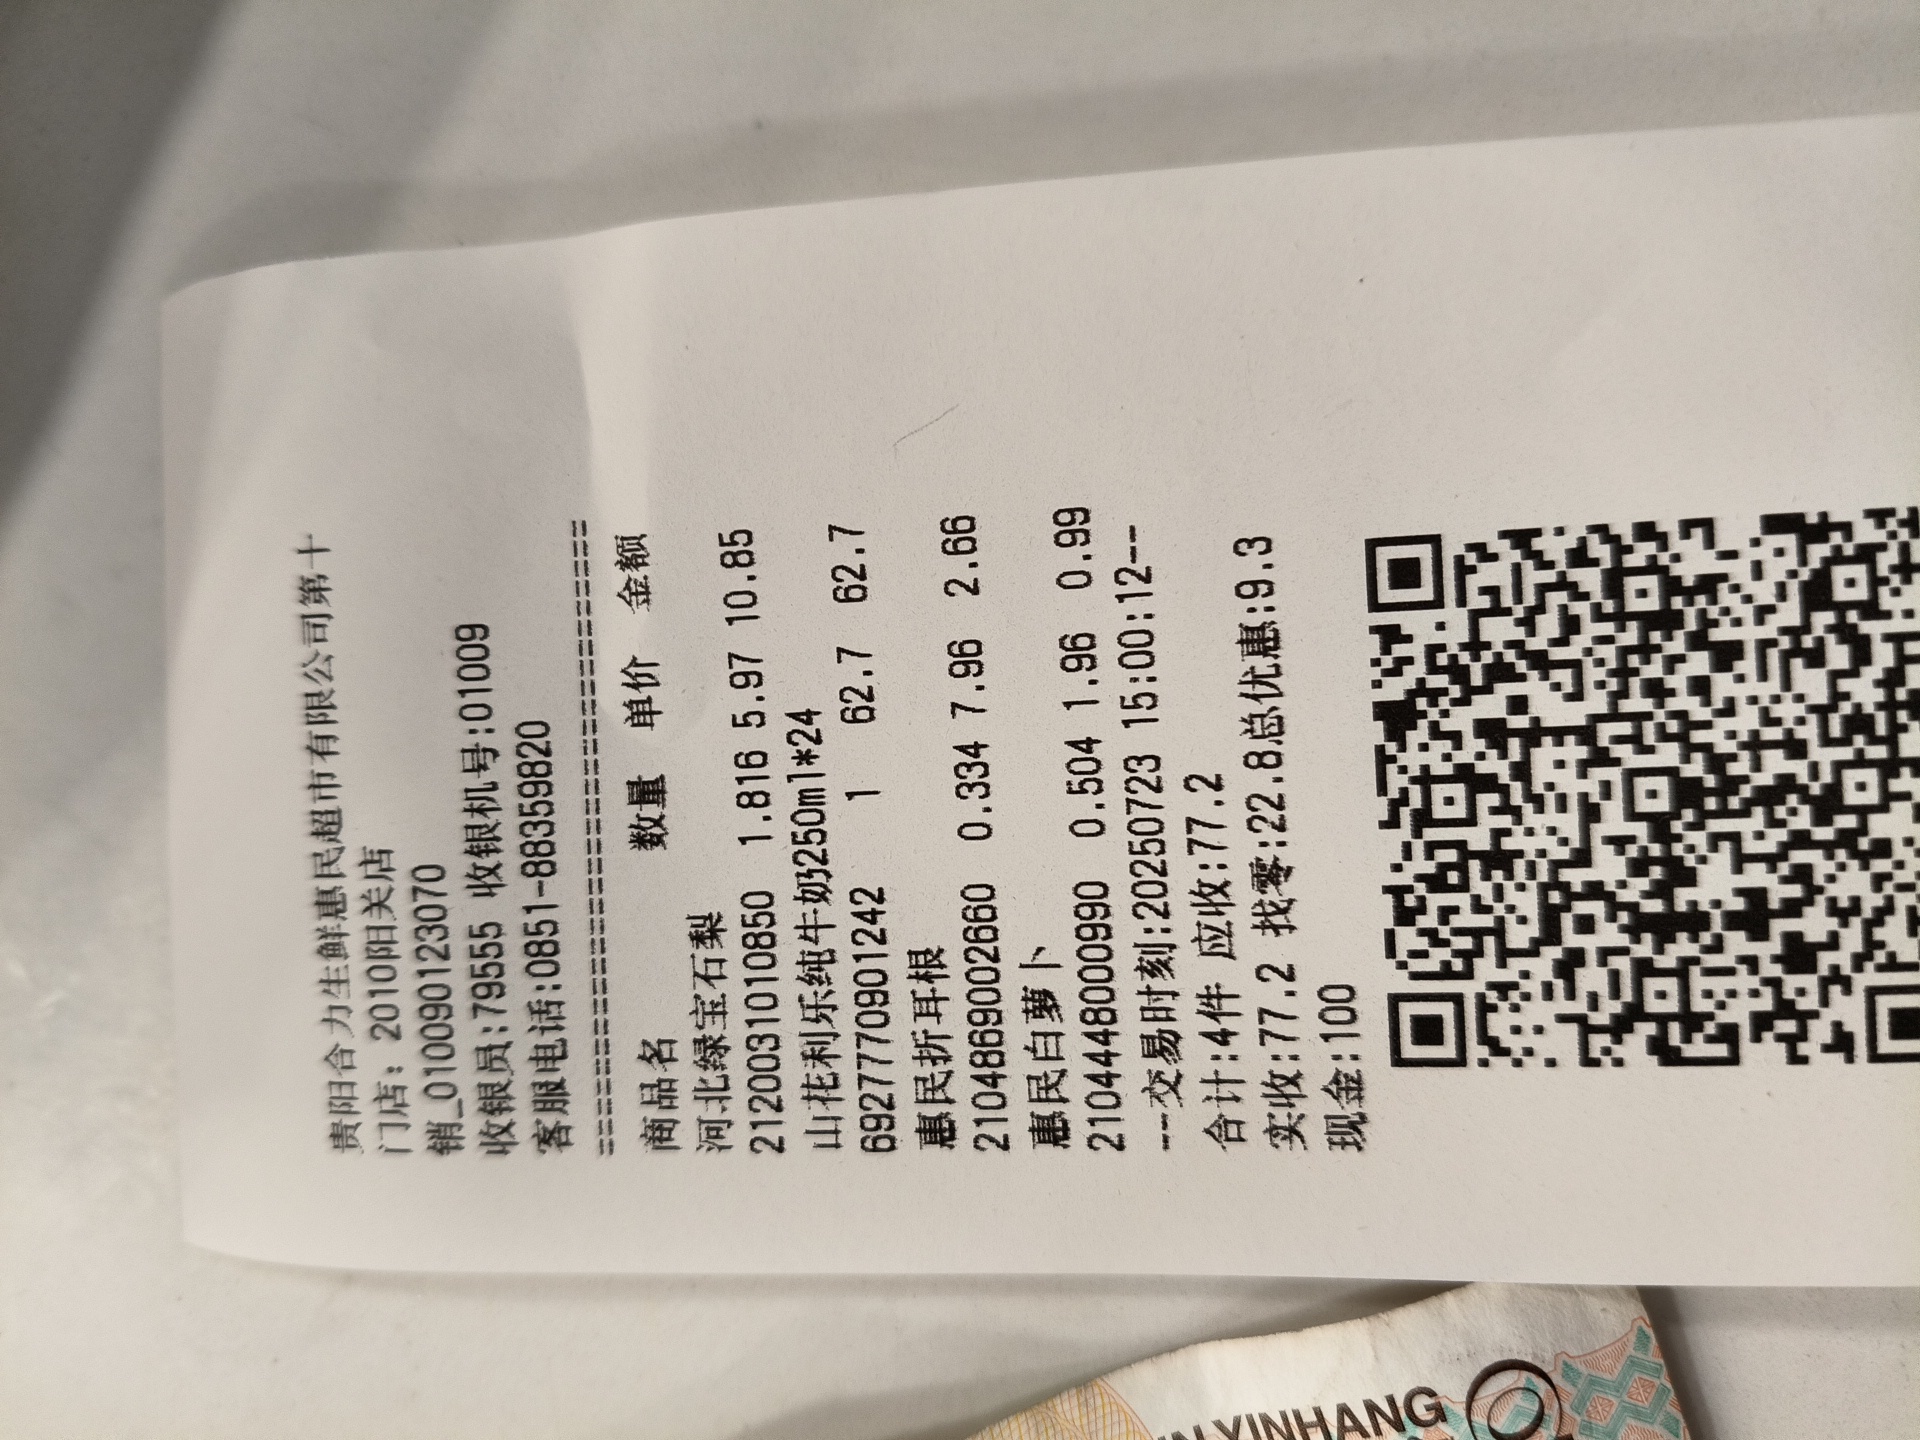 贵阳合力生鲜惠民超市有限公司第十
门店: 2010阳关店
销_0100901123070
收银员:79555 收银机号:01009
客服电话:0851-88359820
========================================
商品名 数量 单价 金额
河北绿宝石梨
2120031010850 1.816 5.97 10.85
山花利乐纯牛奶250ml*24
6927770901242 1 62.7 62.7
惠民折耳根
2104869002660 0.334 7.96 2.66
惠民白萝卜
2104448000990 0.504 1.96 0.99
---交易时刻:20250723 15:00:12--
合计:4件 应收:77.2
实收:77.2 找零:22.8总优惠:9.3
现金:100
YINHANG